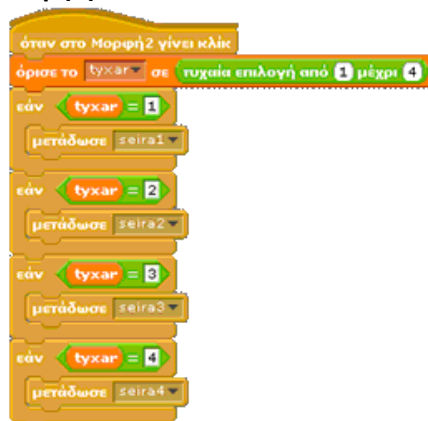 όταν στο Μορφή2 γίνει κλικ
όρισε το tyxar σε τυχαία επιλογή από 1 μέχρι 4
εάν tyxar = 1
μετάδωσε seira1
εάν tyxar = 2
μετάδωσε seira2
εάν tyxar = 3
μετάδωσε seira3
εάν tyxar = 4
μετάδωσε seira4